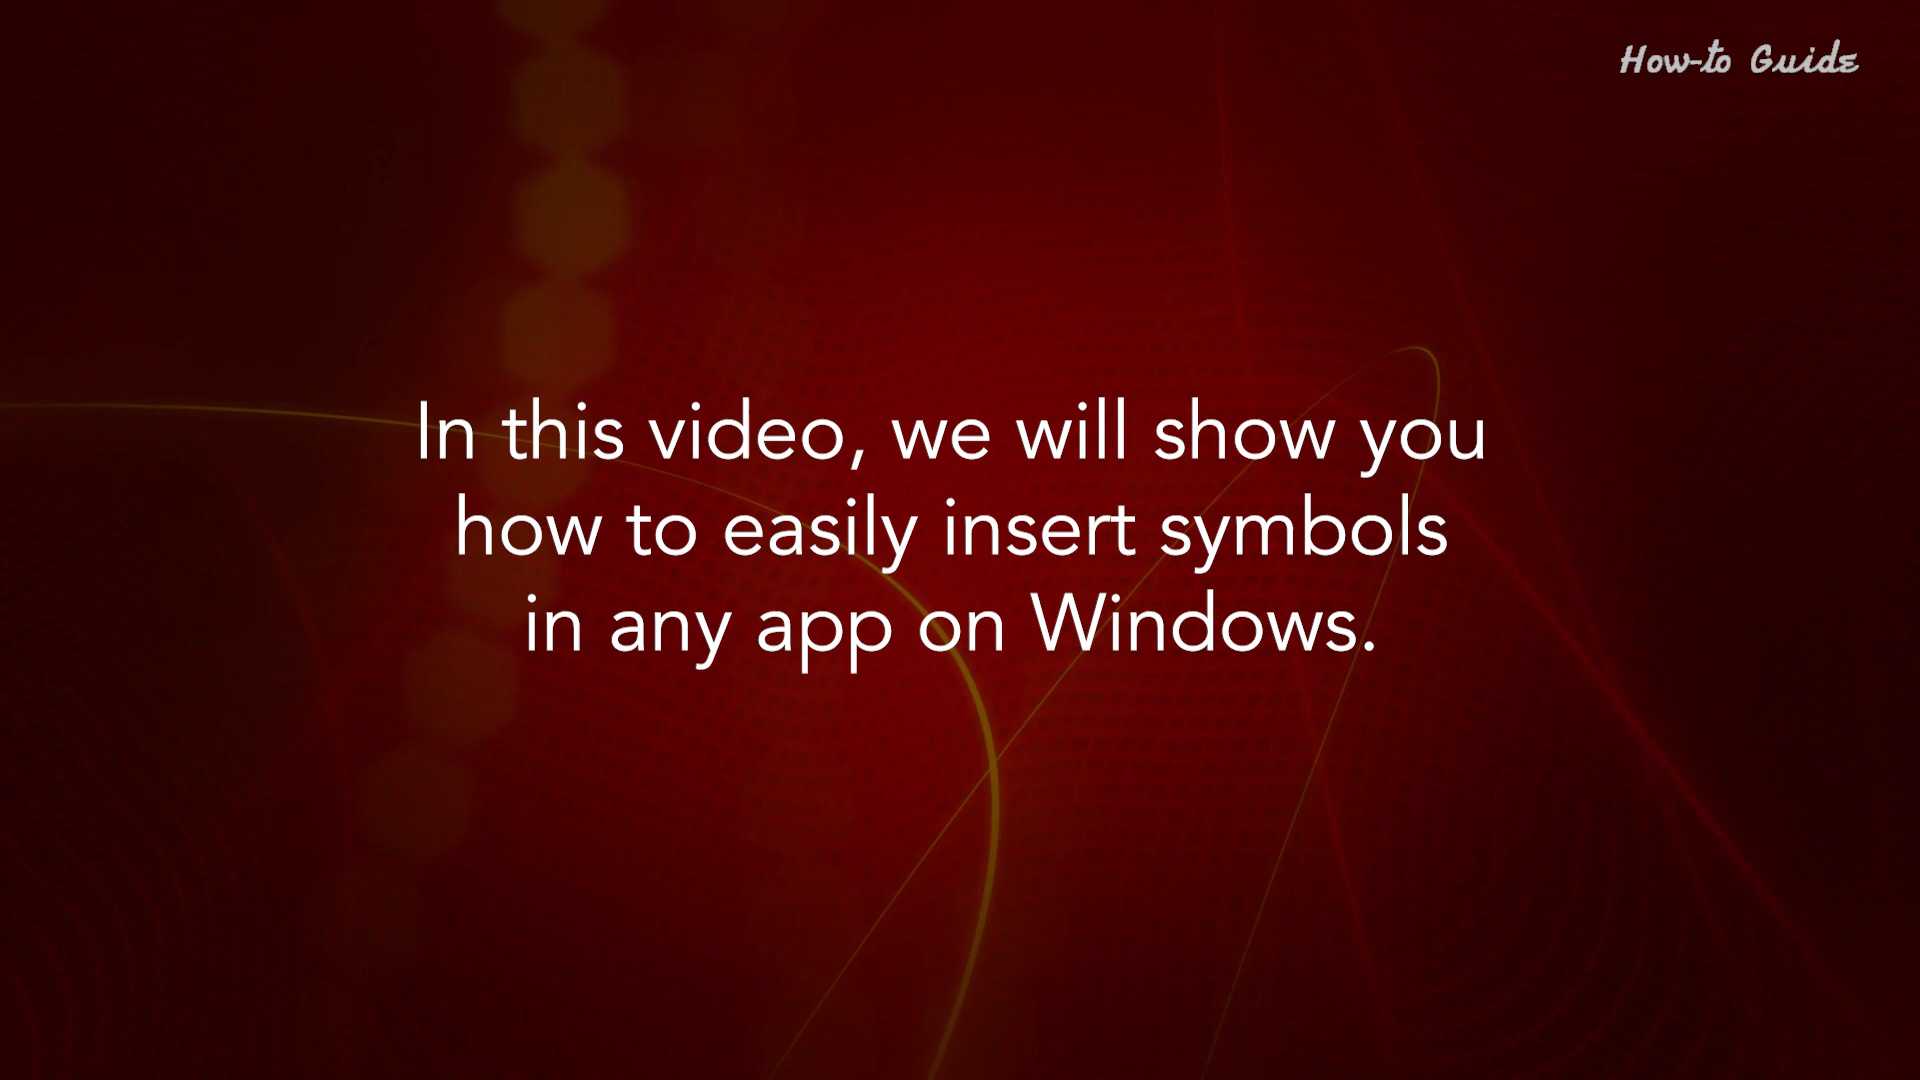 How-to Guide
In this video, we will show you
how to easily insert symbols
in any app on Windows.